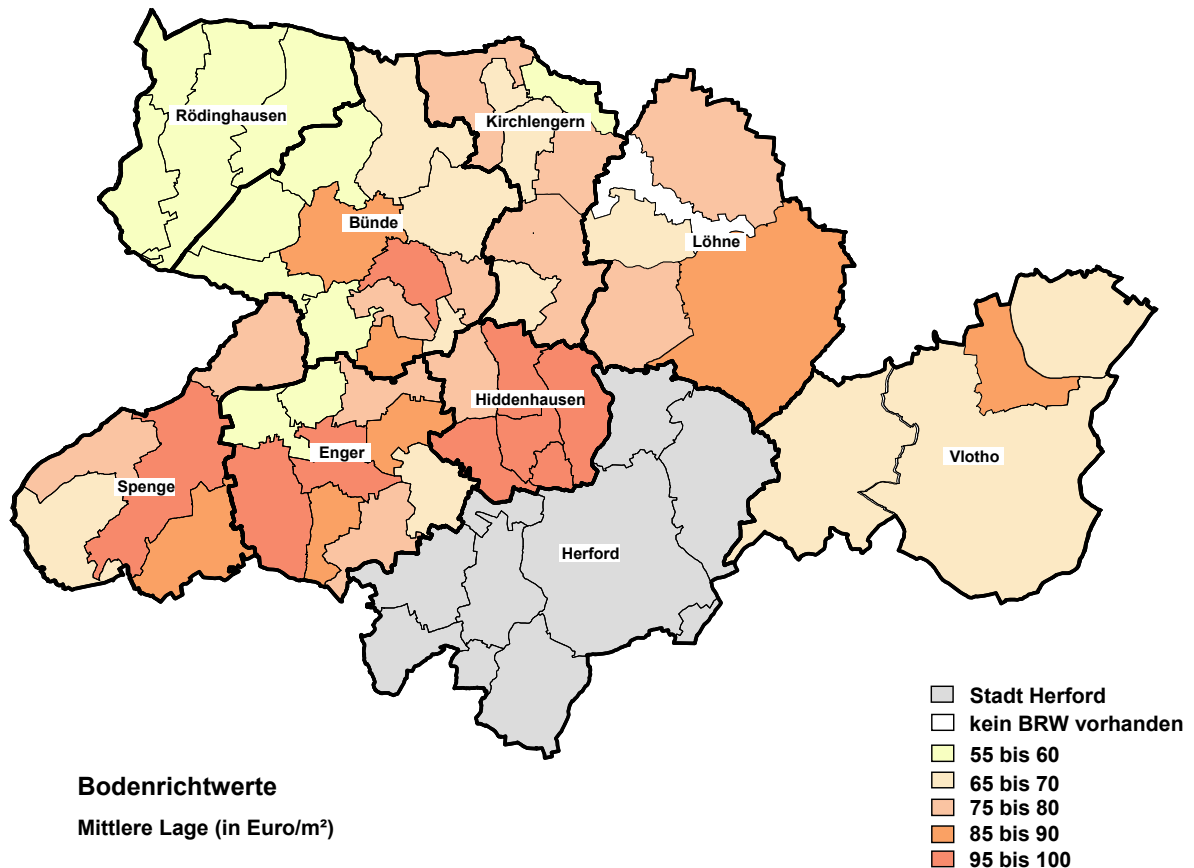 Rödinghausen
Kirchlengern
Bünde
Löhne
Hiddenhausen
Enger
Vlotho
Spenge
Herford
Stadt Herford
kein BRW vorhanden
55 bis 60
65 bis 70
75 bis 80
85 bis 90
95 bis 100
Bodenrichtwerte
Mittlere Lage (in Euro/m²)